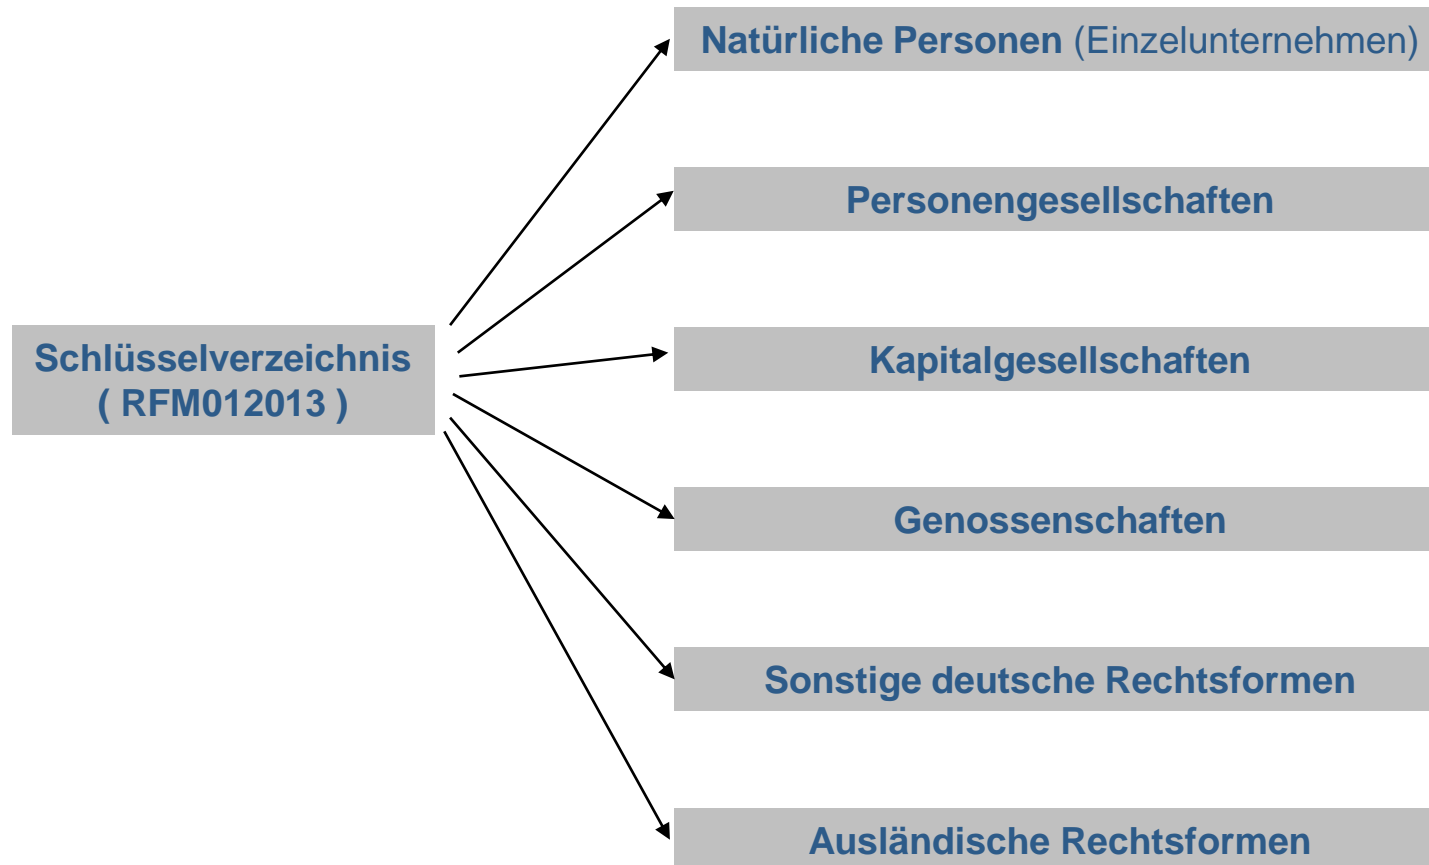 Natürliche Personen (Einzelunternehmen)
Personengesellschaften
Schlüsselverzeichnis
( RFM012013 )
Kapitalgesellschaften
Genossenschaften
Sonstige deutsche Rechtsformen
Ausländische Rechtsformen